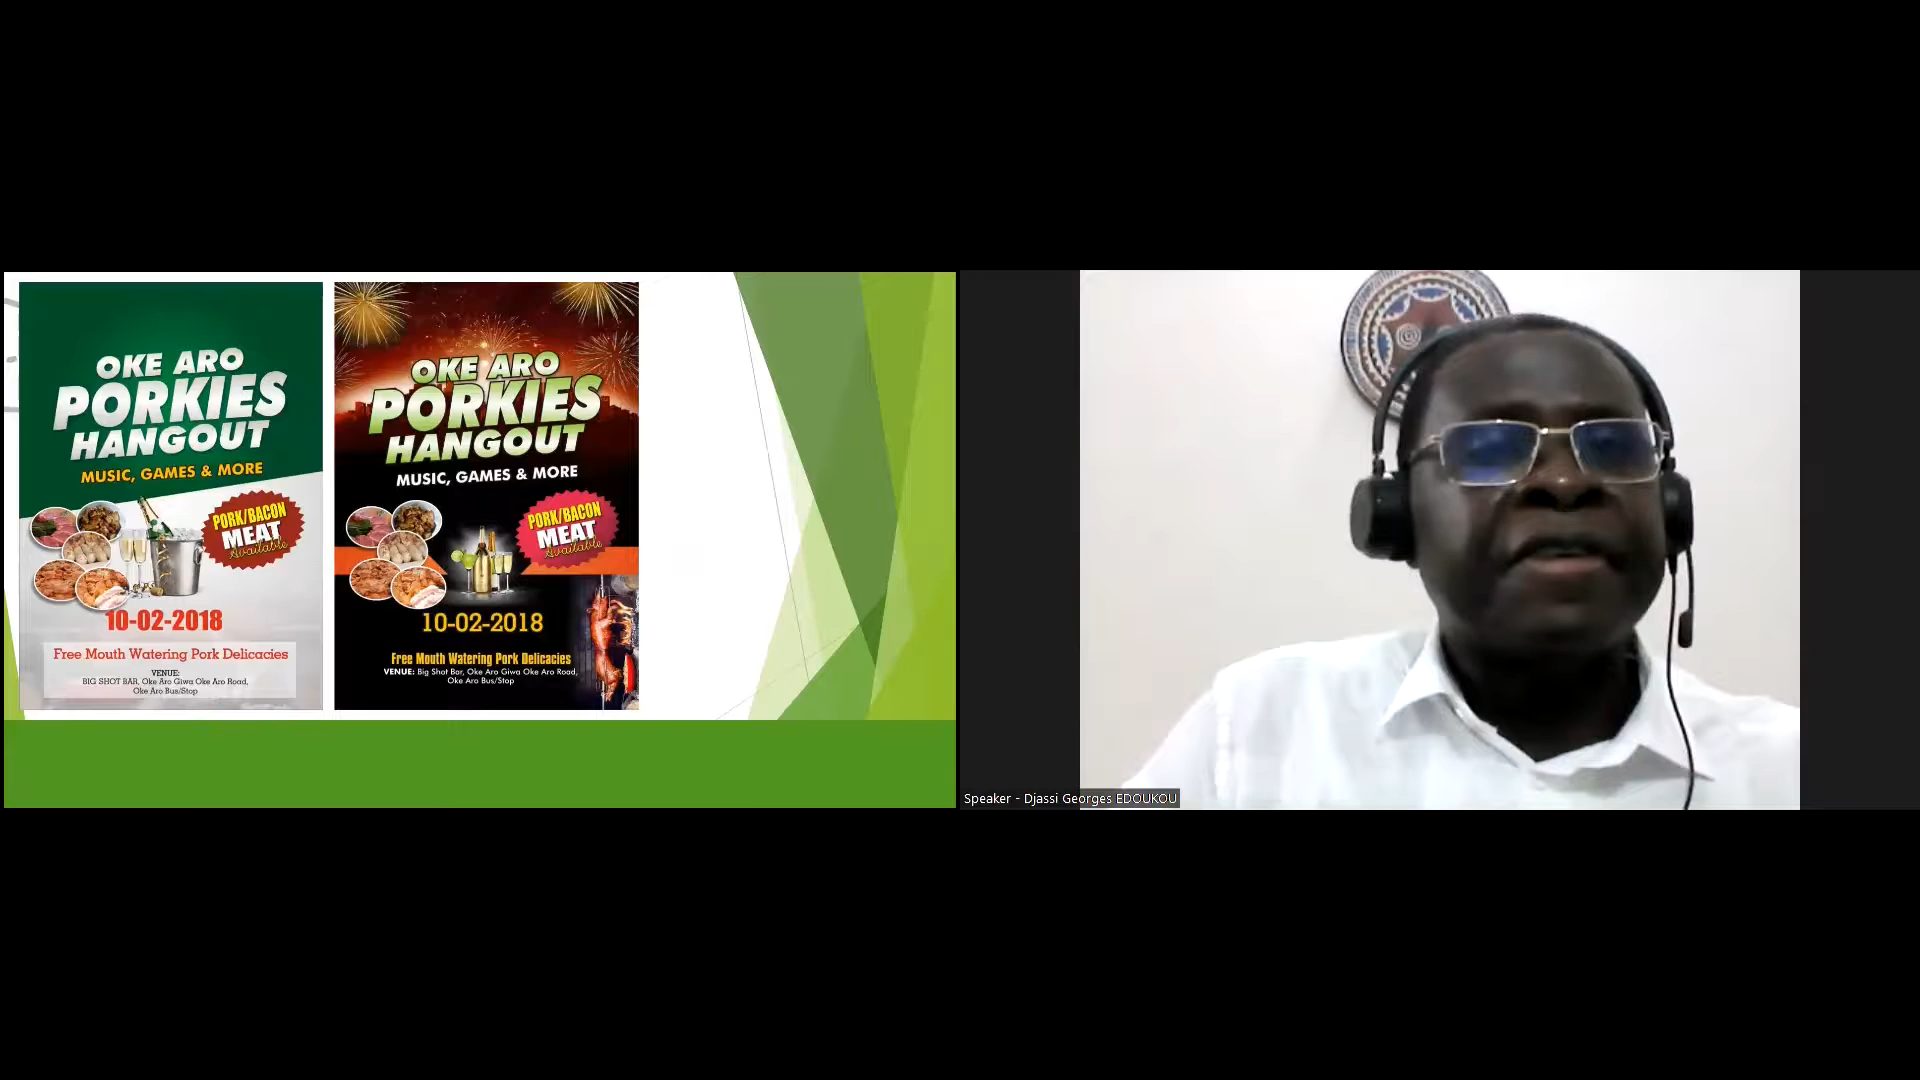 OKE ARO
PORKIES
HANGOUT
MUSIC, GAMES & MORE
PORK/BACON
MEAT
Available
10-02-2018
Free Mouth Watering Pork Delicacies
VENUE:
BIG SHOT BAR, Oke Aro Giwa Oke Aro Road,
Oke Aro Bus/Stop
OKE ARO
PORKIES
HANGOUT
MUSIC, GAMES & MORE
PORK/BACON
MEAT
Available
10-02-2018
Free Mouth Watering Pork Delicacies
VENUE: Big Shot Bar, Oke Aro Giwa Oke Aro Road,
Oke Aro Bus/Stop
Speaker - Djassi Georges EDOUKOU